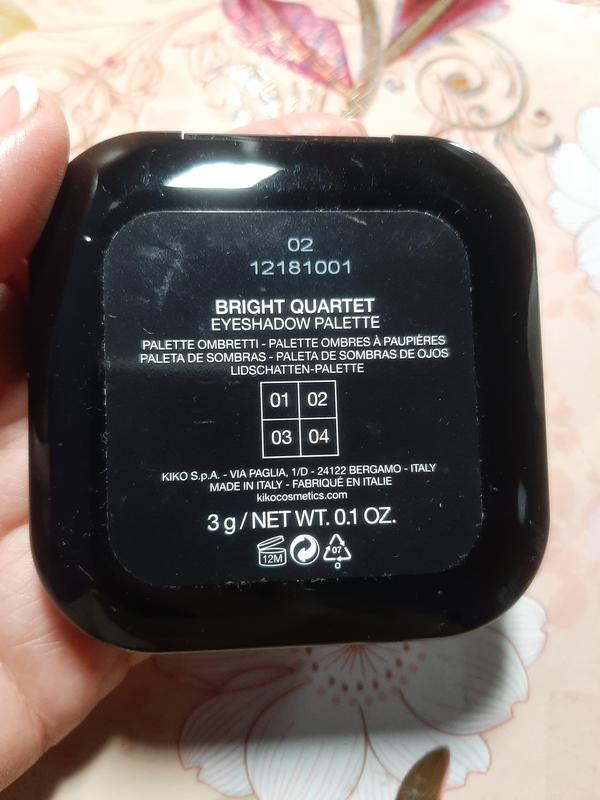 02
12181001
BRIGHT QUARTET
EYESHADOW PALETTE
PALETTE OMBRETTI - PALETTE OMBRES À PAUPIÈRES
PALETA DE SOMBRAS - PALETA DE SOMBRAS DE OJOS
LIDSCHATTEN-PALETTE
01 02
03 04
KIKO S.p.A. - VIA PAGLIA, 1/D - 24122 BERGAMO - ITALY
MADE IN ITALY - FABRIQUÉ EN ITALIE
kikocosmetics.com
3 g / NET WT. 0.1 OZ.
12M 07
O